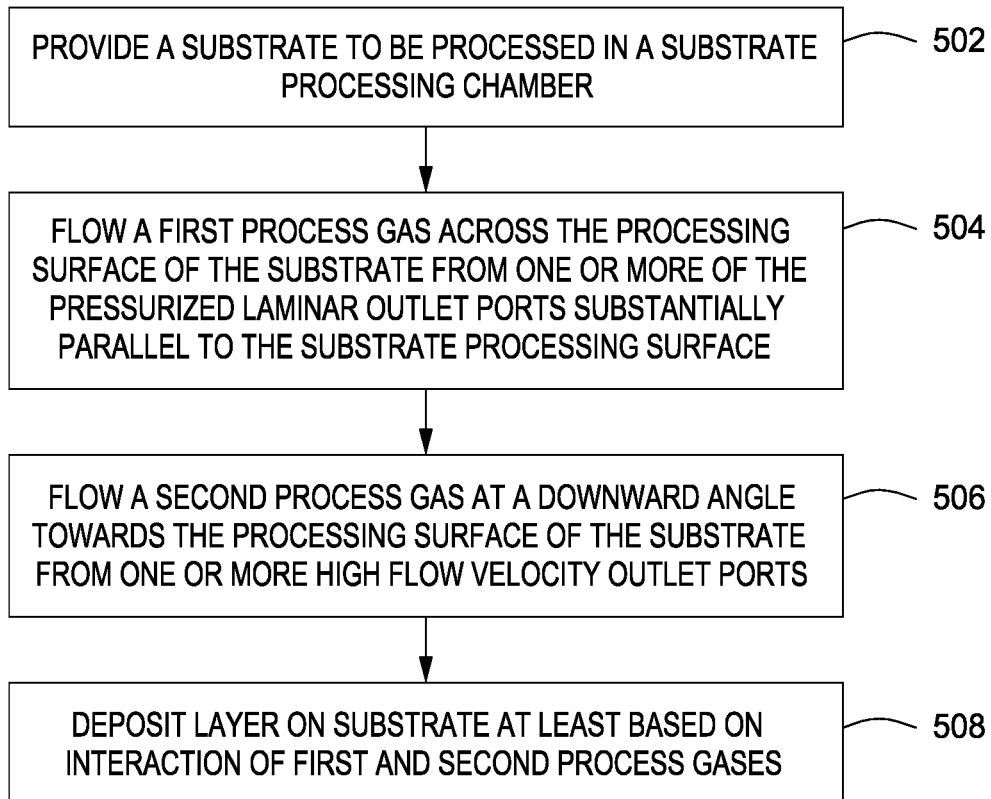 PROVIDE A SUBSTRATE TO BE PROCESSED IN A SUBSTRATE
PROCESSING CHAMBER
502
FLOW A FIRST PROCESS GAS ACROSS THE PROCESSING
SURFACE OF THE SUBSTRATE FROM ONE OR MORE OF THE
PRESSURIZED LAMINAR OUTLET PORTS SUBSTANTIALLY
PARALLEL TO THE SUBSTRATE PROCESSING SURFACE
504
FLOW A SECOND PROCESS GAS AT A DOWNWARD ANGLE
TOWARDS THE PROCESSING SURFACE OF THE SUBSTRATE
FROM ONE OR MORE HIGH FLOW VELOCITY OUTLET PORTS
506
DEPOSIT LAYER ON SUBSTRATE AT LEAST BASED ON
INTERACTION OF FIRST AND SECOND PROCESS GASES
508